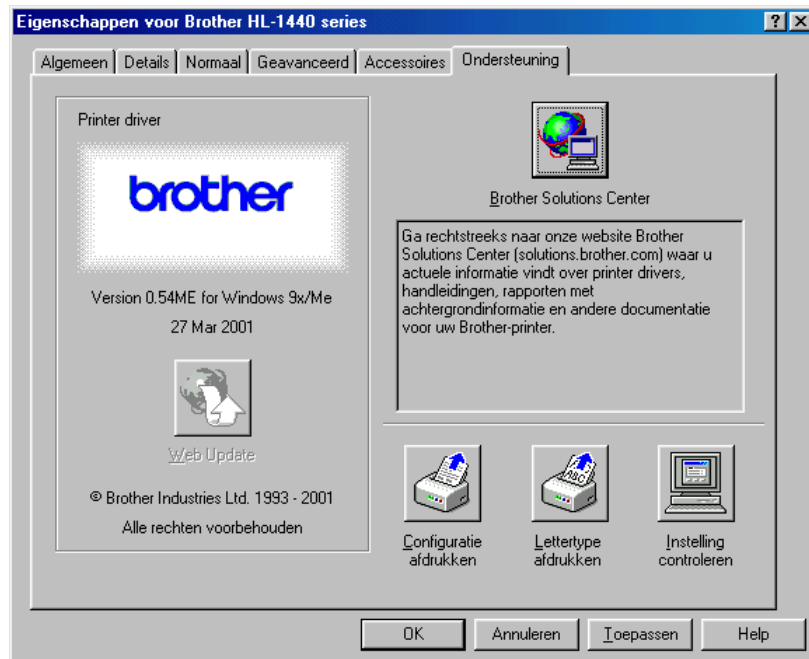 Eigenschappen voor Brother HL-1440 series
Algemeen
Details
Normaal
Geavanceerd
Accessoires
Ondersteuning
Printer driver
brother
Version 0.54ME for Windows 9x/Me
27 Mar 2001
Web Update
© Brother Industries Ltd. 1993 - 2001
Alle rechten voorbehouden
Brother Solutions Center
Ga rechtstreeks naar onze website Brother
Solutions Center (solutions.brother.com) waar u
actuele informatie vindt over printer drivers,
handleidingen, rapporten met
achtergrondinformatie en andere documentatie
voor uw Brother-printer.
Configuratie
afdrukken
ABC
Lettertype
afdrukken
Instelling
controleren
OK
Annuleren
Toepassen
Help